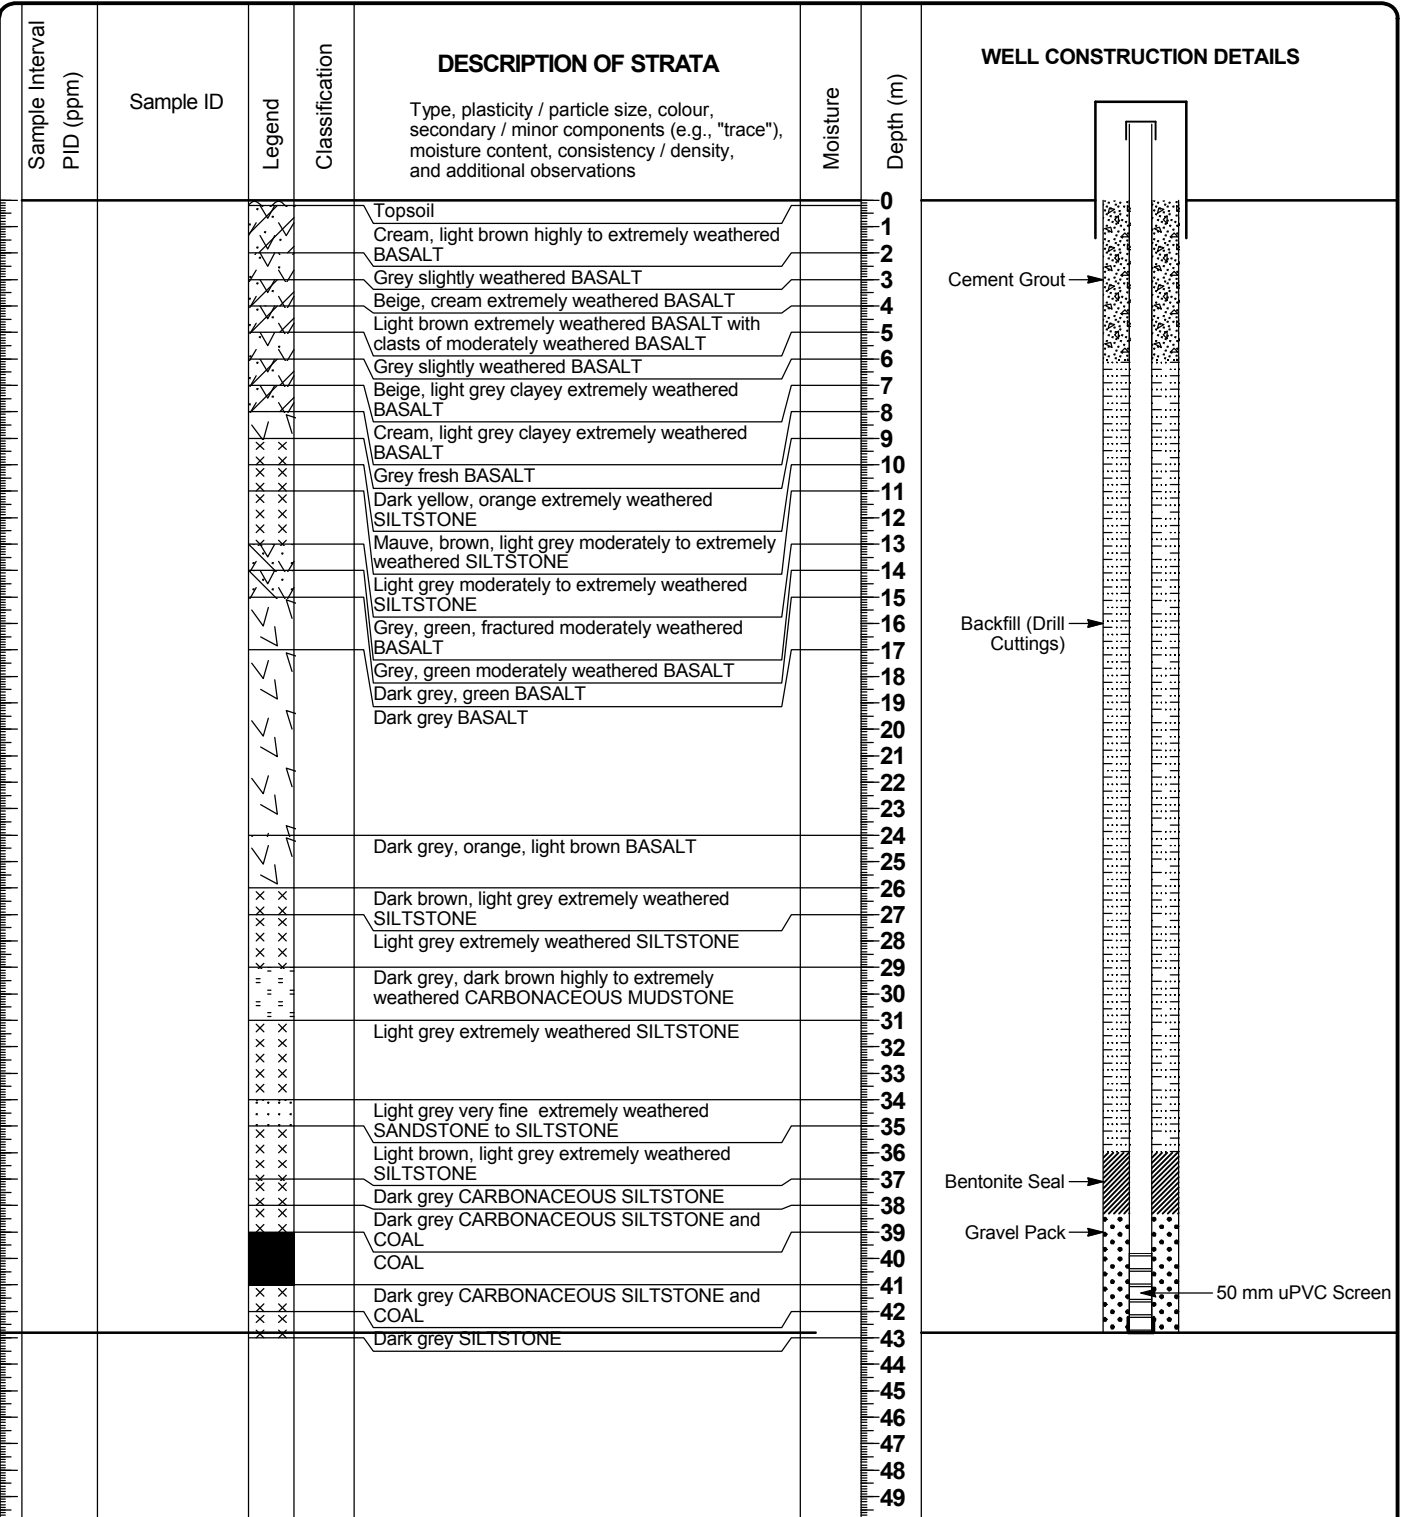 Sample Interval
PID (ppm)
Sample ID
Legend
Classification
DESCRIPTION OF STRATA
Type, plasticity / particle size, colour,
secondary / minor components (e.g., "trace"),
moisture content, consistency / density,
and additional observations
Moisture
Depth (m)
WELL CONSTRUCTION DETAILS
Topsoil
Cream, light brown highly to extremely weathered
BASALT
Grey slightly weathered BASALT
Beige, cream extremely weathered BASALT
Light brown extremely weathered BASALT with
clasts of moderately weathered BASALT
Grey slightly weathered BASALT
Beige, light grey clayey extremely weathered
BASALT
Cream, light grey clayey extremely weathered
BASALT
Grey fresh BASALT
Dark yellow, orange extremely weathered
SILTSTONE
Mauve, brown, light grey moderately to extremely
weathered SILTSTONE
Light grey moderately to extremely weathered
SILTSTONE
Grey, green, fractured moderately weathered
BASALT
Grey, green moderately weathered BASALT
Dark grey, green BASALT
Dark grey BASALT
Dark grey, orange, light brown BASALT
Dark brown, light grey extremely weathered
SILTSTONE
Light grey extremely weathered SILTSTONE
Dark grey, dark brown highly to extremely
weathered CARBONACEOUS MUDSTONE
Light grey extremely weathered SILTSTONE
Light grey very fine  extremely weathered
SANDSTONE to SILTSTONE
Light brown, light grey extremely weathered
SILTSTONE
Dark grey CARBONACEOUS SILTSTONE
Dark grey CARBONACEOUS SILTSTONE and
COAL
COAL
Dark grey CARBONACEOUS SILTSTONE and
COAL
Dark grey SILTSTONE
0
1
2
3
4
5
6
7
8
9
10
11
12
13
14
15
16
17
18
19
20
21
22
23
24
25
26
27
28
29
30
31
32
33
34
35
36
37
38
39
40
41
42
43
44
45
46
47
48
49
Cement Grout
Backfill (Drill
Cuttings)
Bentonite Seal
Gravel Pack
50 mm uPVC Screen